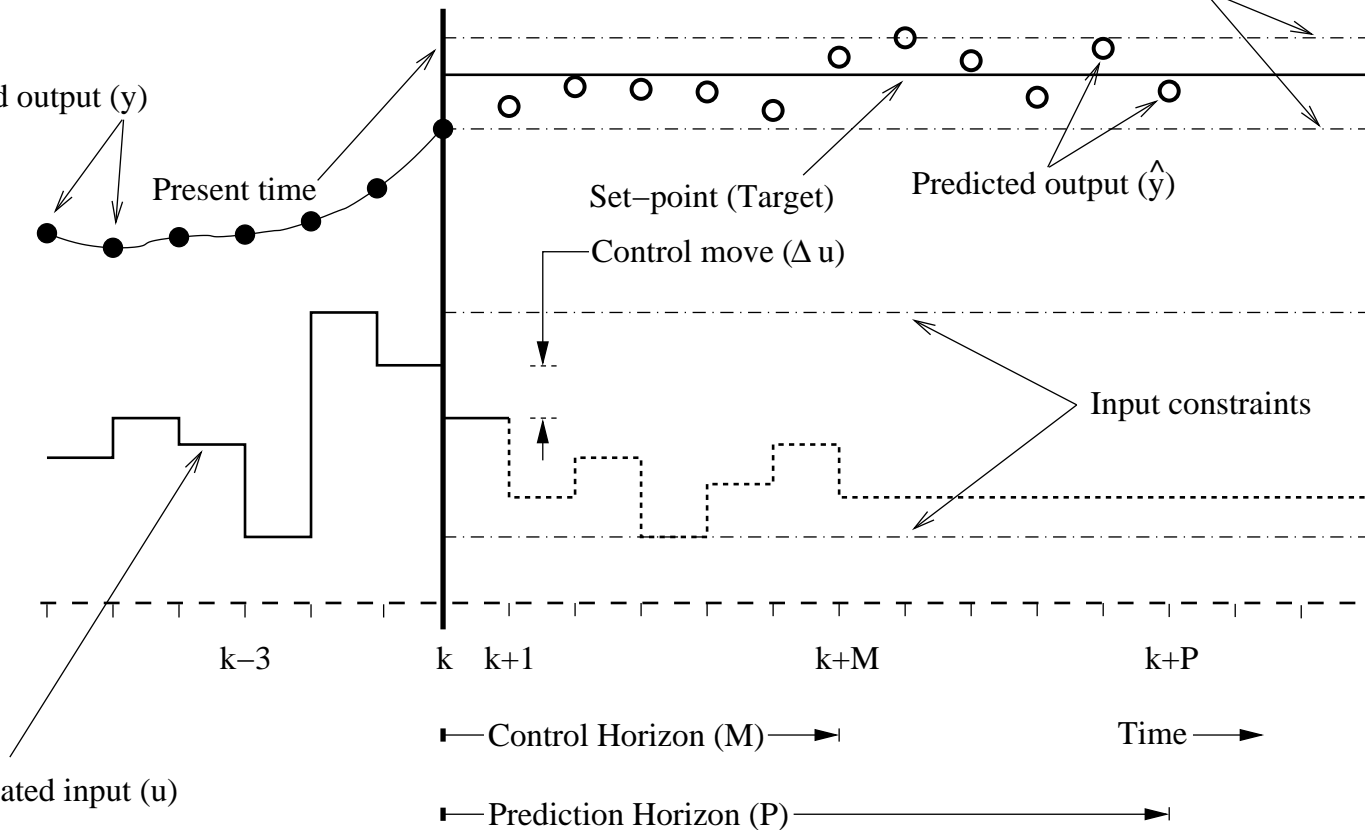 output (y)
Present time
Set−point (Target)
Predicted output (ŷ)
Control move (Δ u)
Input constraints
k−3
k
k+1
k+M
k+P
Control Horizon (M)
Time
input (u)
Prediction Horizon (P)